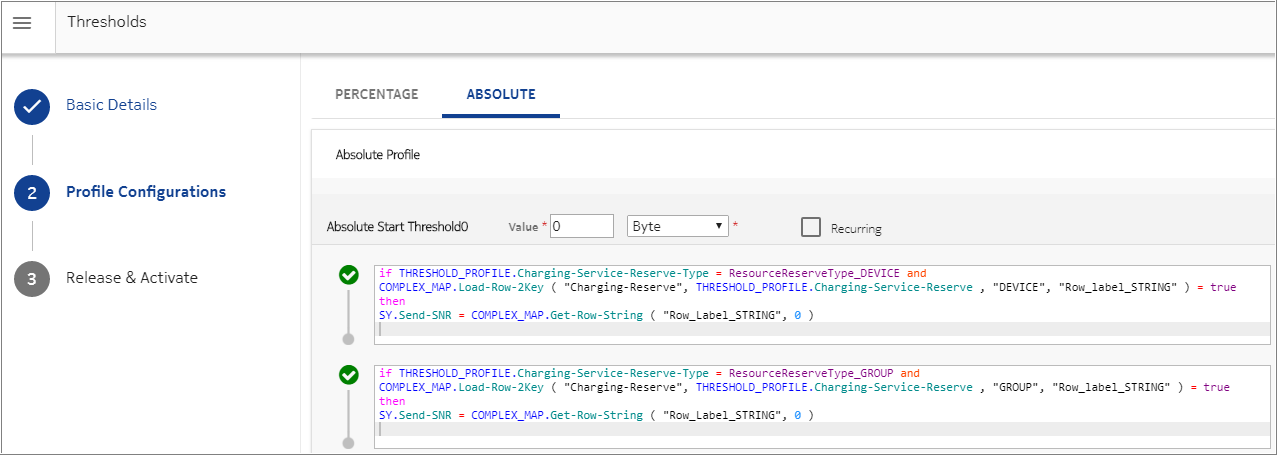 Thresholds
Basic Details
2 Profile Configurations
3 Release & Activate
PERCENTAGE ABSOLUTE
Absolute Profile
Absolute Start Threshold0 Value * 0 Byte * Recurring
if THRESHOLD_PROFILE.Charging-Service-Reserve-Type = ResourceReserveType_DEVICE and
COMPLEX_MAP.Load-Row-2Key ( "Charging-Reserve", THRESHOLD_PROFILE.Charging-Service-Reserve , "DEVICE", "Row_label_STRING" ) = true
then
SY.Send-SNR = COMPLEX_MAP.Get-Row-String ( "Row_Label_STRING", 0 )
if THRESHOLD_PROFILE.Charging-Service-Reserve-Type = ResourceReserveType_GROUP and
COMPLEX_MAP.Load-Row-2Key ( "Charging-Reserve", THRESHOLD_PROFILE.Charging-Service-Reserve , "GROUP", "Row_label_STRING" ) = true
then
SY.Send-SNR = COMPLEX_MAP.Get-Row-String ( "Row_Label_STRING", 0 )